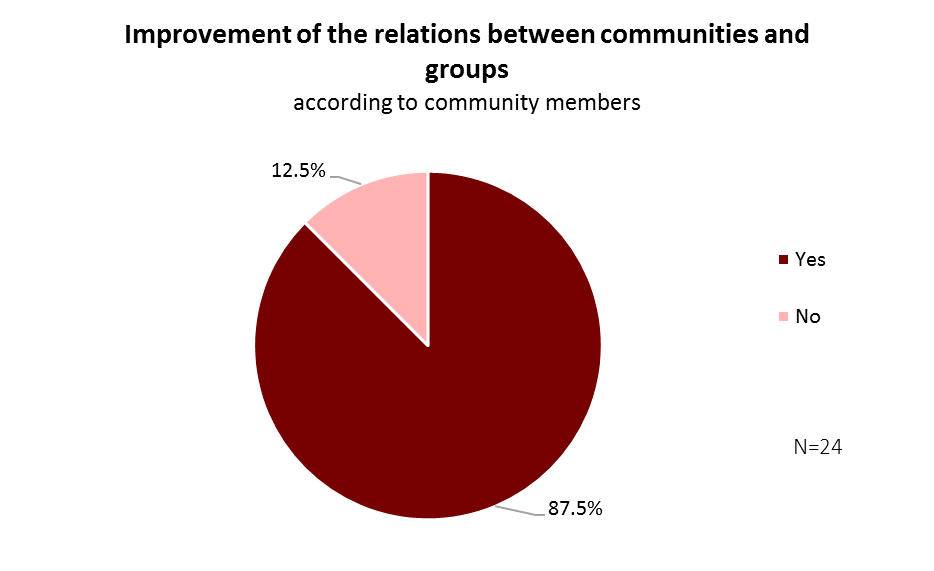 Improvement of the relations between communities and
groups
according to community members
12.5%
Yes
No
N=24
87.5%